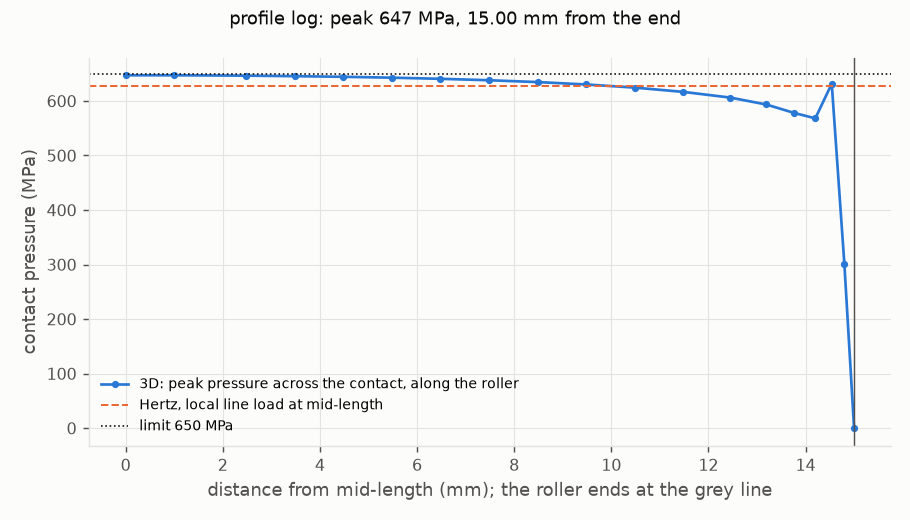 profile log: peak 647 MPa, 15.00 mm from the end
contact pressure (MPa)
600
500
400
300
200
100
0
3D: peak pressure across the contact, along the roller
Hertz, local line load at mid-length
limit 650 MPa
0 2 4 6 8 10 12 14
distance from mid-length (mm); the roller ends at the grey line